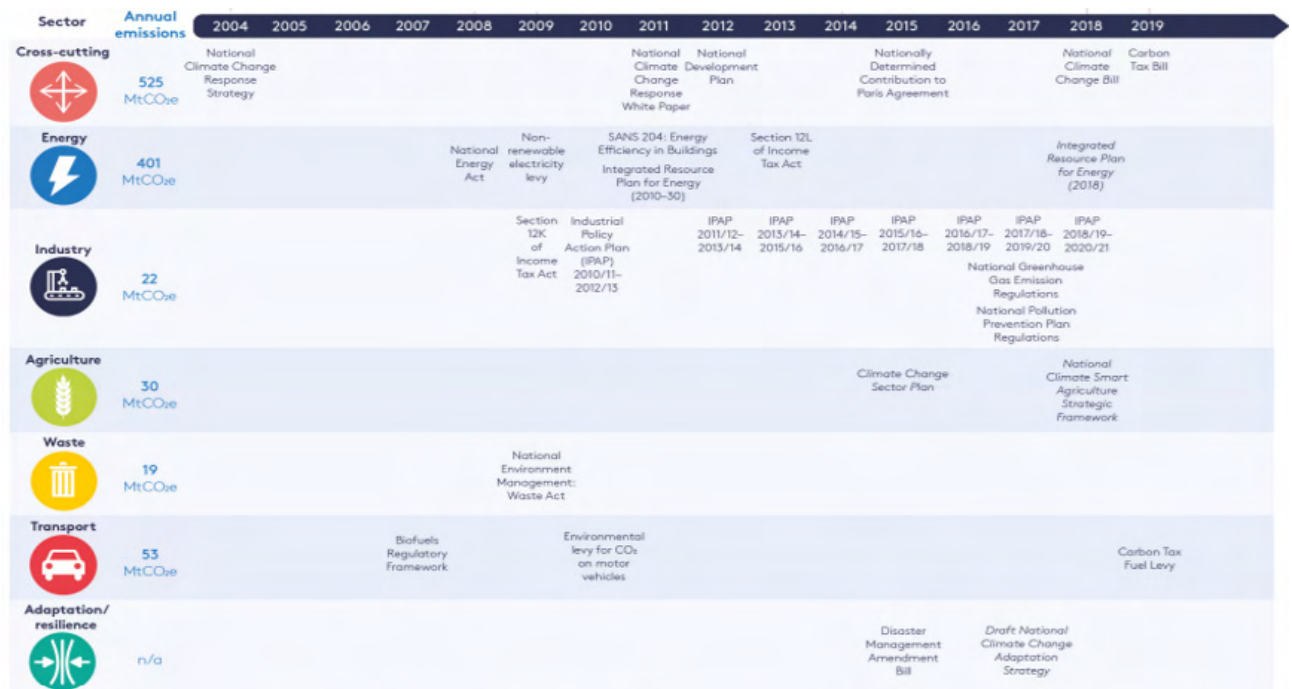 Sector
Annual
emissions
2004 2005 2006 2007 2008 2009 2010 2011 2012 2013 2014 2015 2016 2017 2018 2019
Cross-cutting
525
MtCO₂e
National
Climate Change
Response
Strategy
National
Climate
Change
Response
White Paper
National
Development
Plan
Nationally
Determined
Contribution to
Paris Agreement
National
Climate
Change Bill
Carbon
Tax Bill
Energy
401
MtCO₂e
National
Energy
Act
Non-
renewable
electricity
levy
SANS 204: Energy
Efficiency in Buildings
Integrated Resource
Plan for Energy
(2010–30)
Section 12L
of Income
Tax Act
Integrated
Resource Plan
for Energy
(2018)
Industry
22
MtCO₂e
Section
12K
of
Income
Tax Act
Industrial
Policy
Action Plan
(IPAP)
2010/11–
2012/13
IPAP
2011/12–
2013/14
IPAP
2013/14–
2015/16
IPAP
2014/15–
2016/17
IPAP
2015/16–
2017/18
IPAP
2016/17–
2018/19
IPAP
2017/18–
2019/20
IPAP
2018/19–
2020/21
National Greenhouse
Gas Emission
Regulations
National Pollution
Prevention Plan
Regulations
Agriculture
30
MtCO₂e
Climate Change
Sector Plan
National
Climate Smart
Agriculture
Strategic
Framework
Waste
19
MtCO₂e
National
Environment
Management:
Waste Act
Transport
53
MtCO₂e
Biofuels
Regulatory
Framework
Environmental
levy for CO₂
on motor
vehicles
Carbon Tax
Fuel Levy
Adaptation/
resilience
n/a
Disaster
Management
Amendment
Bill
Draft National
Climate Change
Adaptation
Strategy